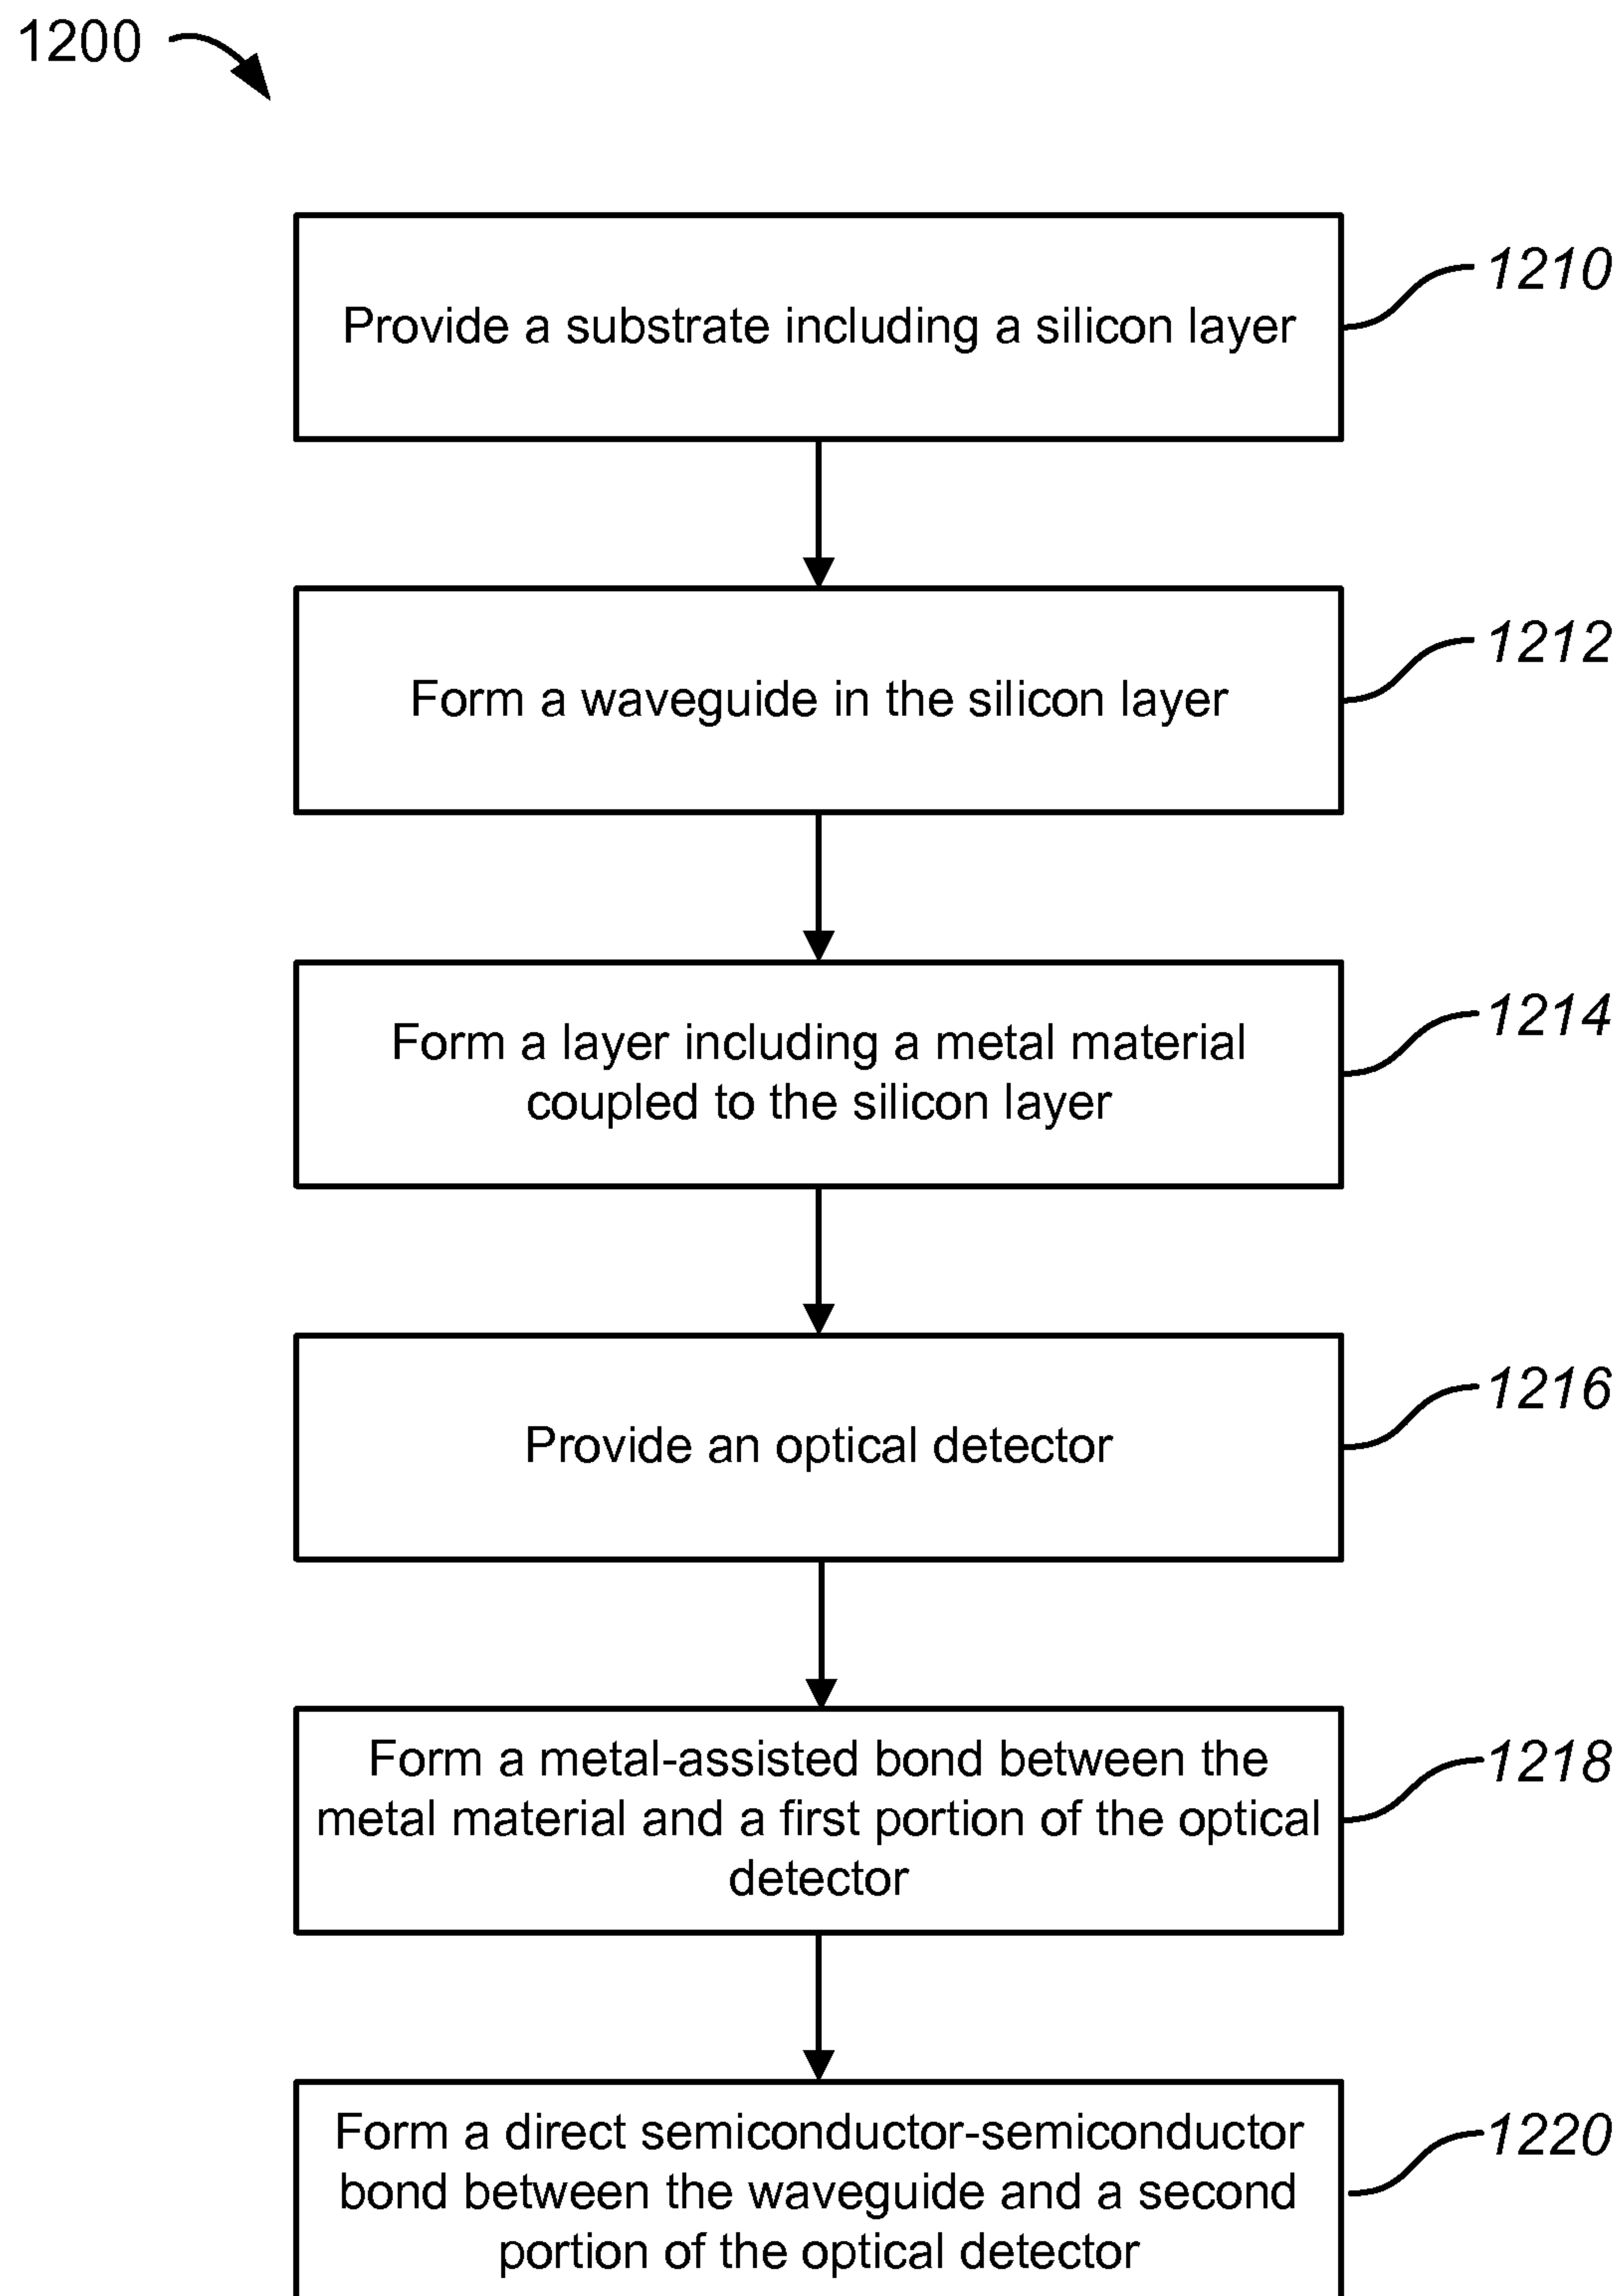 1200
Provide a substrate including a silicon layer
1210
Form a waveguide in the silicon layer
1212
Form a layer including a metal material
coupled to the silicon layer
1214
Provide an optical detector
1216
Form a metal-assisted bond between the
metal material and a first portion of the optical
detector
1218
Form a direct semiconductor-semiconductor
bond between the waveguide and a second
portion of the optical detector
1220